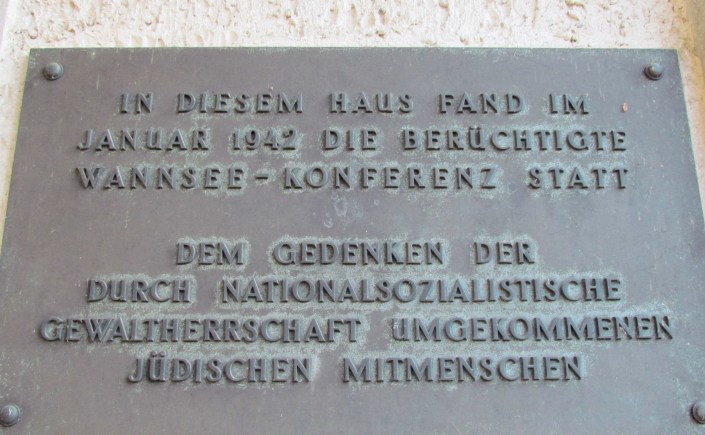 IN DIESEM HAUS FAND IM
JANUAR 1942 DIE BERÜCHTIGTE
WANNSEE-KONFERENZ STATT
DEM GEDENKEN DER
DURCH NATIONALSOZIALISTISCHE
GEWALTHERRSCHAFT UMGEKOMMENEN
JÜDISCHEN MITMENSCHEN